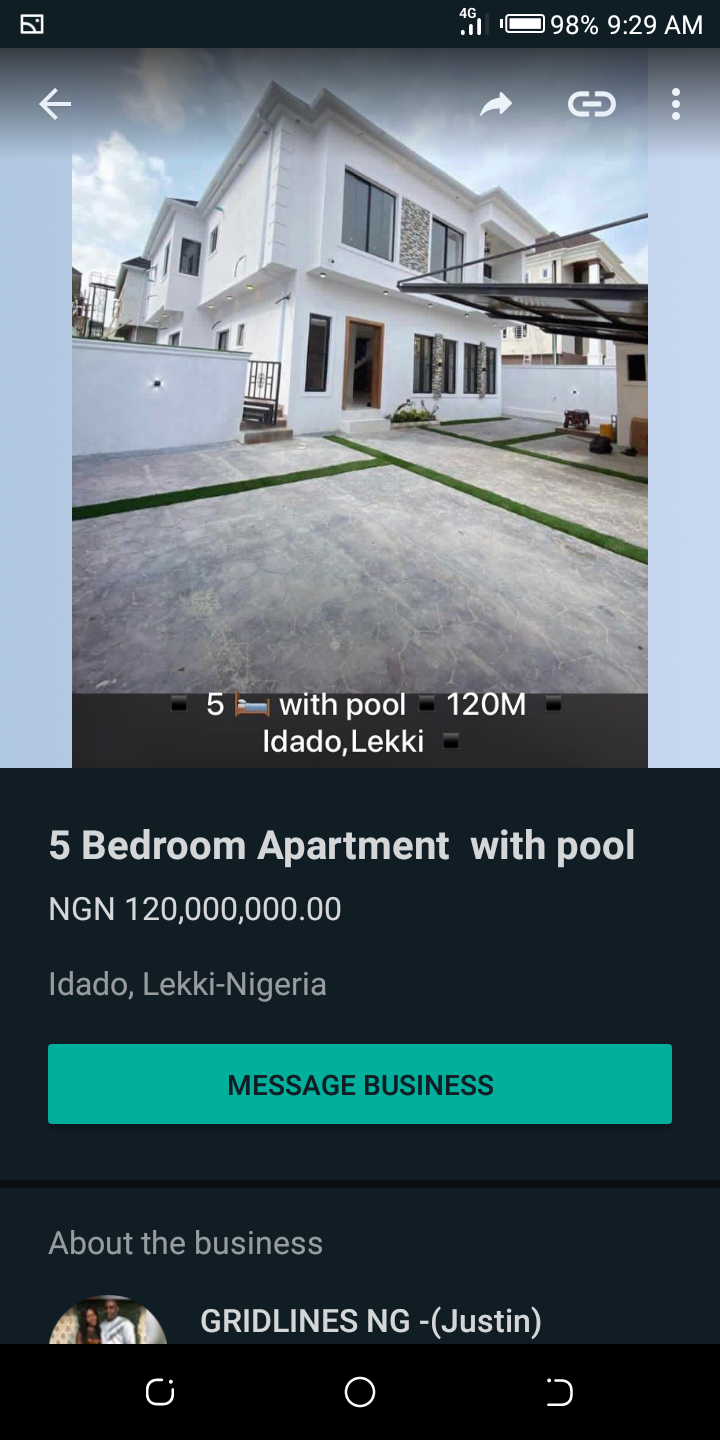 4G 98% 9:29 AM
▪️ 5 🛏️ with pool ▪️ 120M ▪️
Idado,Lekki ▪️
5 Bedroom Apartment  with pool
NGN 120,000,000.00
Idado, Lekki-Nigeria
MESSAGE BUSINESS
About the business
GRIDLINES NG -(Justin)